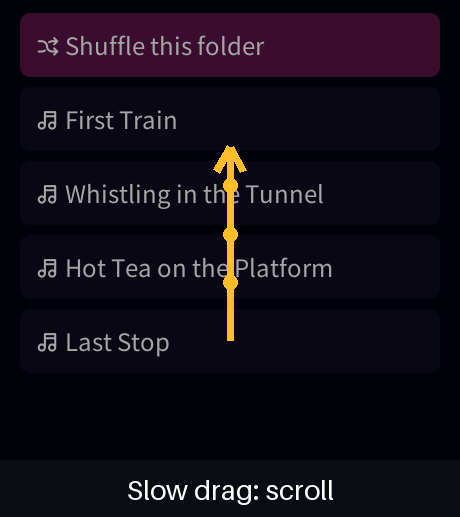 Shuffle this folder
First Train
Whistling in the Tunnel
Hot Tea on the Platform
Last Stop
Slow drag: scroll